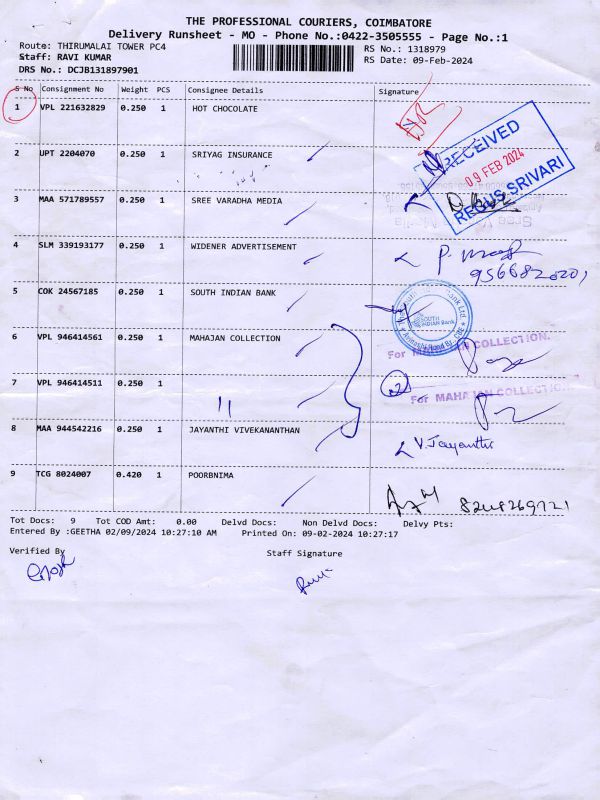 THE PROFESSIONAL COURIERS, COIMBATORE
Delivery Runsheet - MO - Phone No.:0422-3505555 - Page No.:1
Route: THIRUMALAI TOWER PC4 RS No.: 1318979
Staff: RAVI KUMAR RS Date: 09-Feb-2024
DRS No.: DCJB131897901
S No Consignment No Weight PCS Consignee Details Signature
1 VPL 221632829 0.250 1 HOT CHOCOLATE
RECEIVED
09 FEB 2024
REGUS SRIVARI
2 UPT 2204070 0.250 1 SRIYAG INSURANCE
3 MAA 571789557 0.250 1 SREE VARADHA MEDIA
4 SLM 339193177 0.250 1 WIDENER ADVERTISEMENT
5 COK 24567185 0.250 1 SOUTH INDIAN BANK
SOUTH
INDIAN Bank
6 VPL 946414561 0.250 1 MAHAJAN COLLECTION
For MAHAJAN COLLECTION.
7 VPL 946414511 0.250 1 "
For MAHAJAN COLLECTION.
8 MAA 944542216 0.250 1 JAYANTHI VIVEKANANTHAN V. Jayanthi
9 TCG 8024007 0.420 1 POORBNIMA
Tot Docs: 9 Tot COD Amt: 0.00 Delvd Docs: Non Delvd Docs: Delvy Pts:
Entered By :GEETHA 02/09/2024 10:27:10 AM Printed On: 09-02-2024 10:27:17
Verified By Staff Signature